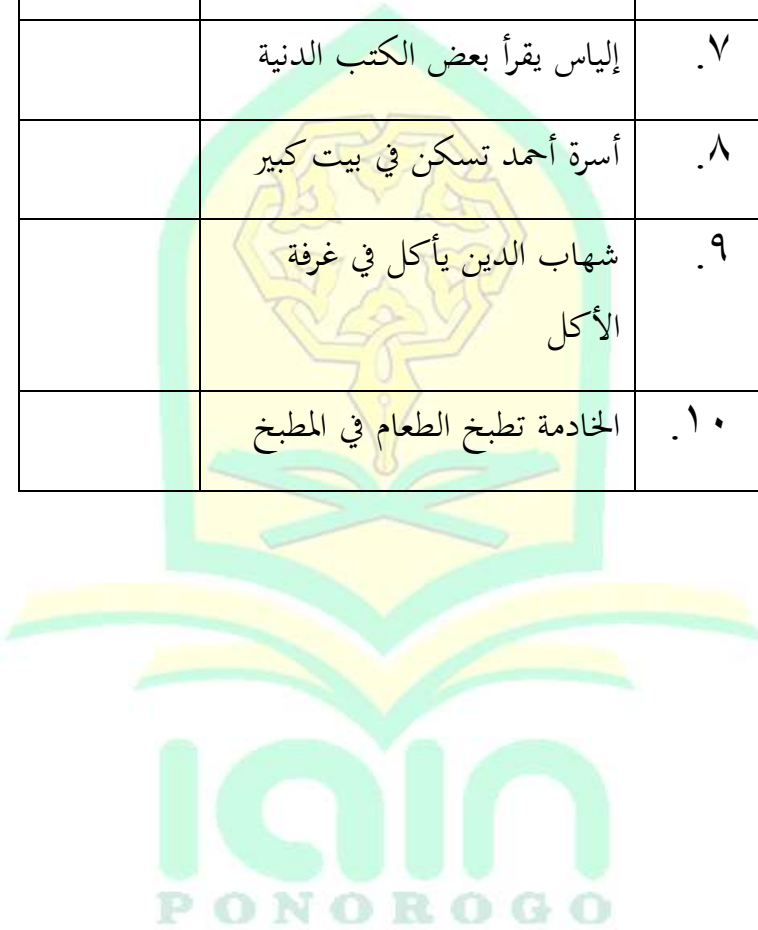 ٧. إلياس يقرأ بعض الكتب الدنية
٨. أسرة أحمد تسكن في بيت كبير
٩. شهاب الدين يأكل في غرفة
الأكل
١٠. الخادمة تطبخ الطعام في المطبخ
iain
PONOROGO